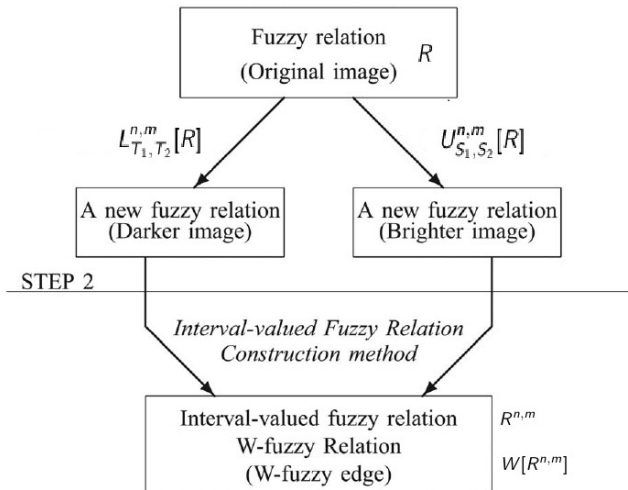 Fuzzy relation
(Original image) R
L^{n,m}_{T_1,T_2}[R]
U^{n,m}_{S_1,S_2}[R]
A new fuzzy relation
(Darker image)
A new fuzzy relation
(Brighter image)
STEP 2
Interval-valued Fuzzy Relation
Construction method
Interval-valued fuzzy relation R^{n,m}
W-fuzzy Relation
(W-fuzzy edge) W[R^{n,m}]